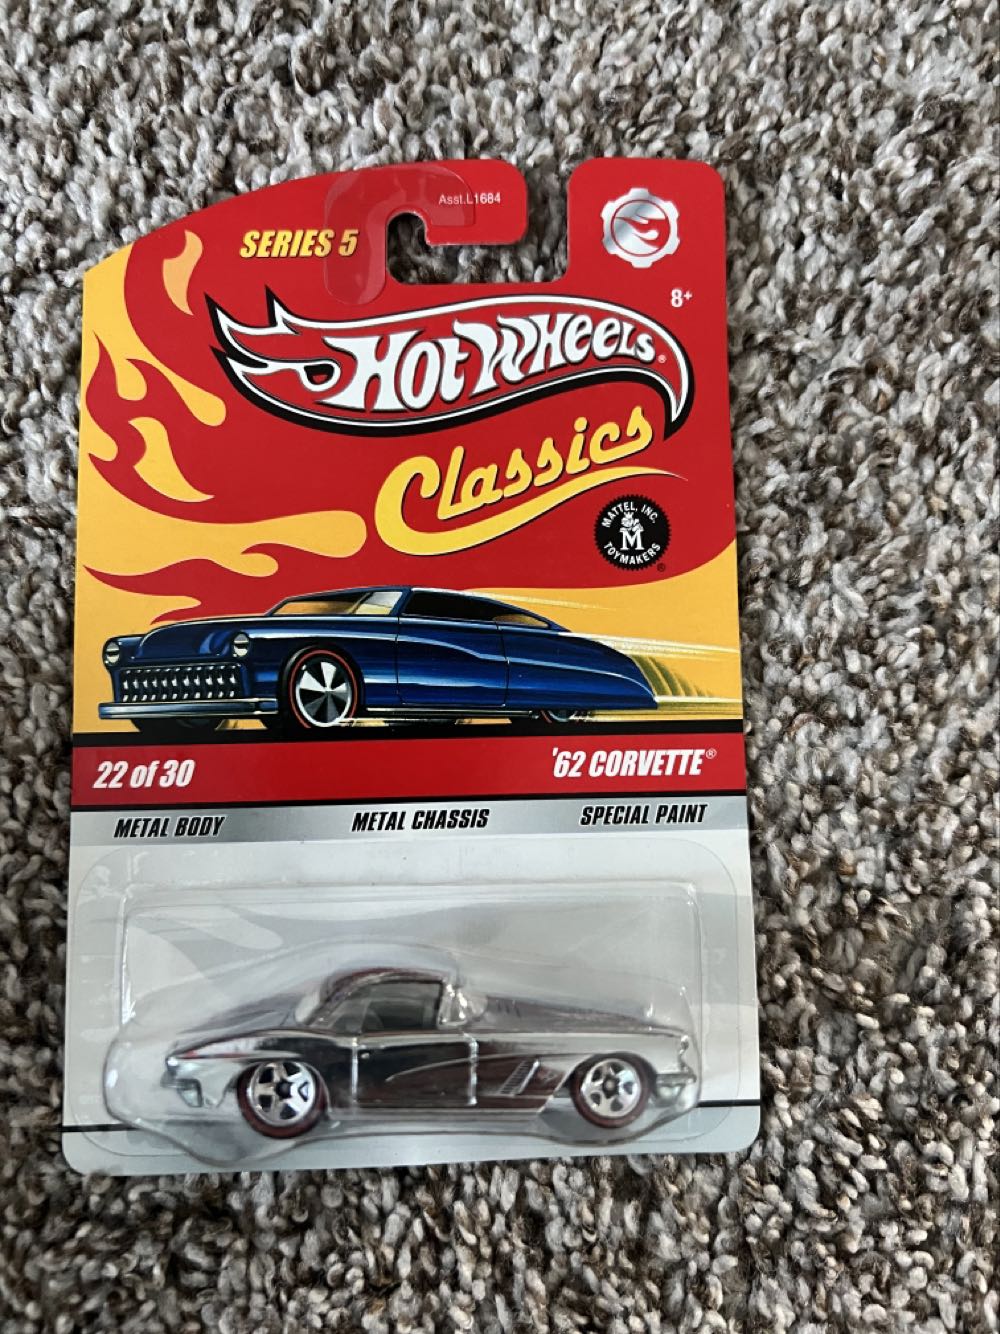 Asst.L1684
SERIES 5
8+
HOT WHEELS®
Classics
MATTEL, INC.
M
TOYMAKERS®
22 of 30
'62 CORVETTE®
METAL BODY
METAL CHASSIS
SPECIAL PAINT